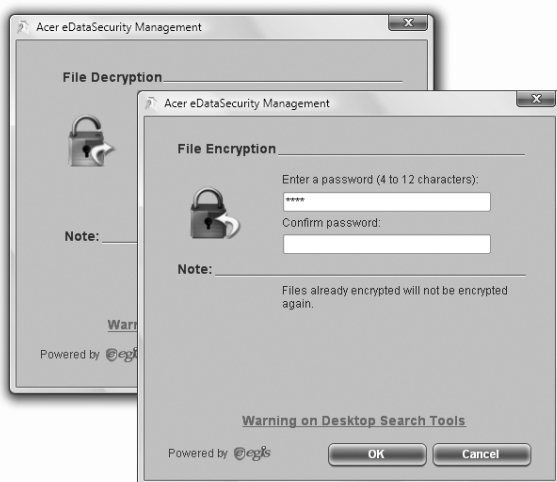 Acer eDataSecurity Management
File Decryption
Note:
Powered by
Acer eDataSecurity Management
File Encryption
Enter a password (4 to 12 characters):
****
Confirm password:
Note:
Files already encrypted will not be encrypted
again.
Warning on Desktop Search Tools
Powered by egis
OK
Cancel